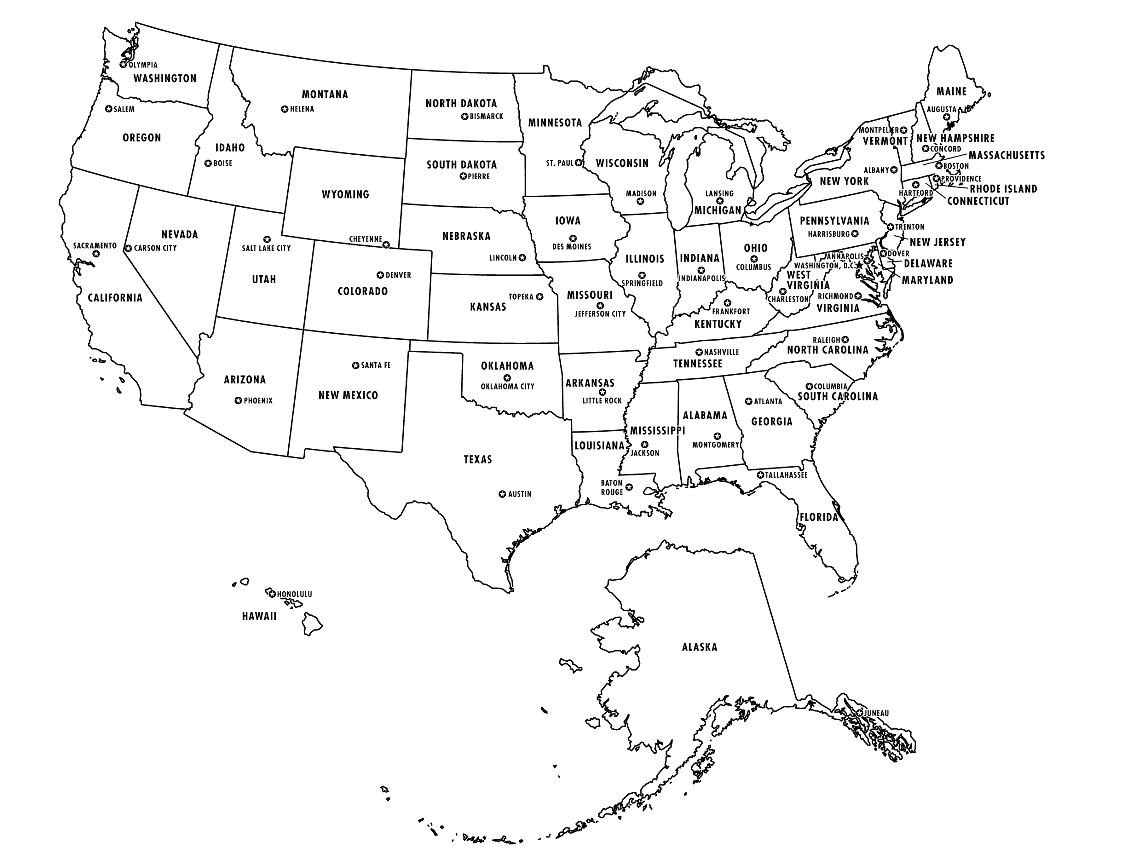 OLYMPIA
WASHINGTON
SALEM
OREGON
MONTANA
HELENA
IDAHO
BOISE
NORTH DAKOTA
BISMARCK
SOUTH DAKOTA
PIERRE
MINNESOTA
ST. PAUL
WISCONSIN
MADISON
LANSING
MICHIGAN
MAINE
AUGUSTA
MONTPELIER
VERMONT
NEW HAMPSHIRE
CONCORD
MASSACHUSETTS
BOSTON
ALBANY
NEW YORK
PROVIDENCE
RHODE ISLAND
HARTFORD
CONNECTICUT
WYOMING
CHEYENNE
NEVADA
CARSON CITY
SACRAMENTO
CALIFORNIA
SALT LAKE CITY
UTAH
DENVER
COLORADO
NEBRASKA
LINCOLN
IOWA
DES MOINES
ILLINOIS
SPRINGFIELD
INDIANA
INDIANAPOLIS
OHIO
COLUMBUS
PENNSYLVANIA
HARRISBURG
TRENTON
NEW JERSEY
DOVER
DELAWARE
ANNAPOLIS
WASHINGTON, D.C.
MARYLAND
WEST
VIRGINIA
CHARLESTON
RICHMOND
VIRGINIA
KANSAS
TOPEKA
MISSOURI
JEFFERSON CITY
FRANKFORT
KENTUCKY
NASHVILLE
TENNESSEE
RALEIGH
NORTH CAROLINA
COLUMBIA
SOUTH CAROLINA
ARIZONA
PHOENIX
SANTA FE
NEW MEXICO
OKLAHOMA
OKLAHOMA CITY
ARKANSAS
LITTLE ROCK
TEXAS
AUSTIN
LOUISIANA
BATON
ROUGE
MISSISSIPPI
JACKSON
ALABAMA
MONTGOMERY
ATLANTA
GEORGIA
TALLAHASSEE
FLORIDA
HONOLULU
HAWAII
ALASKA
JUNEAU